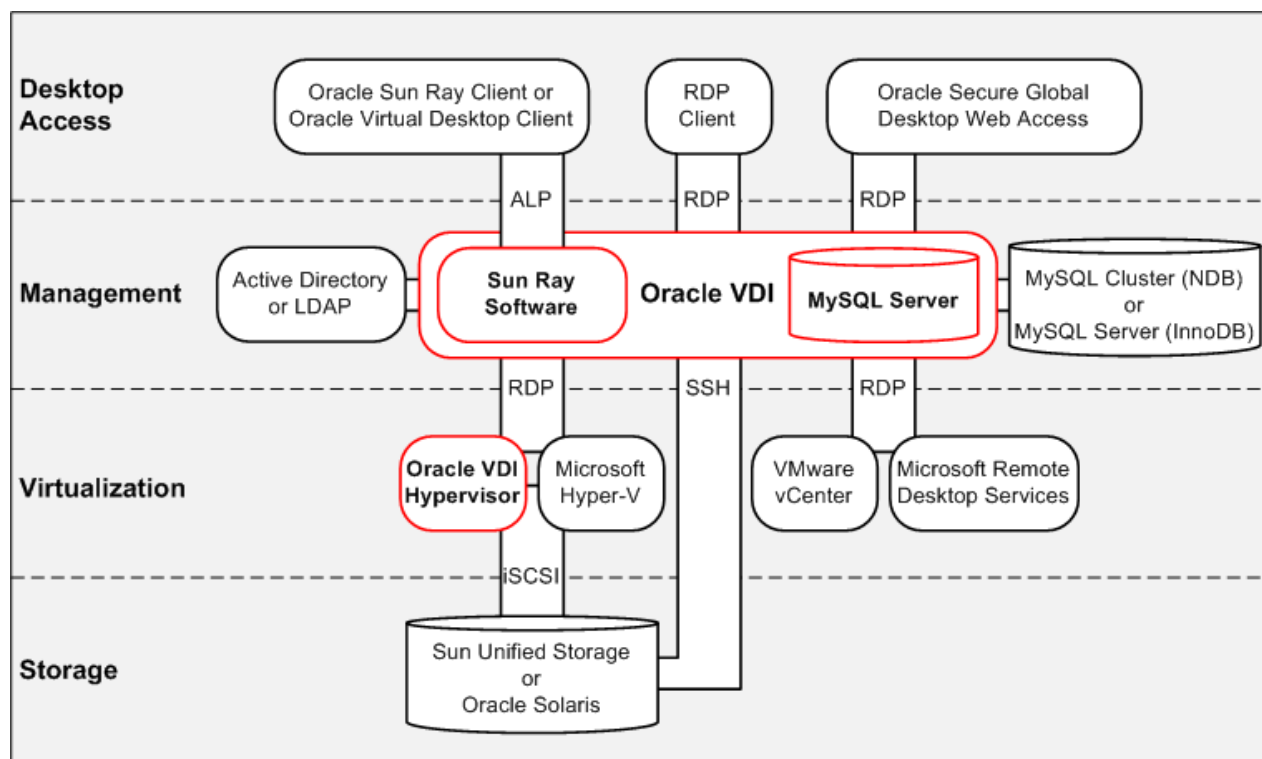 Desktop
Access
Oracle Sun Ray Client or
Oracle Virtual Desktop Client
RDP
Client
Oracle Secure Global
Desktop Web Access
ALP
RDP
RDP
Management
Active Directory
or LDAP
Sun Ray
Software
Oracle VDI
MySQL Server
MySQL Cluster (NDB)
or
MySQL Server (InnoDB)
RDP
SSH
RDP
Virtualization
Oracle VDI
Hypervisor
Microsoft
Hyper-V
VMware
vCenter
Microsoft Remote
Desktop Services
iSCSI
Storage
Sun Unified Storage
or
Oracle Solaris